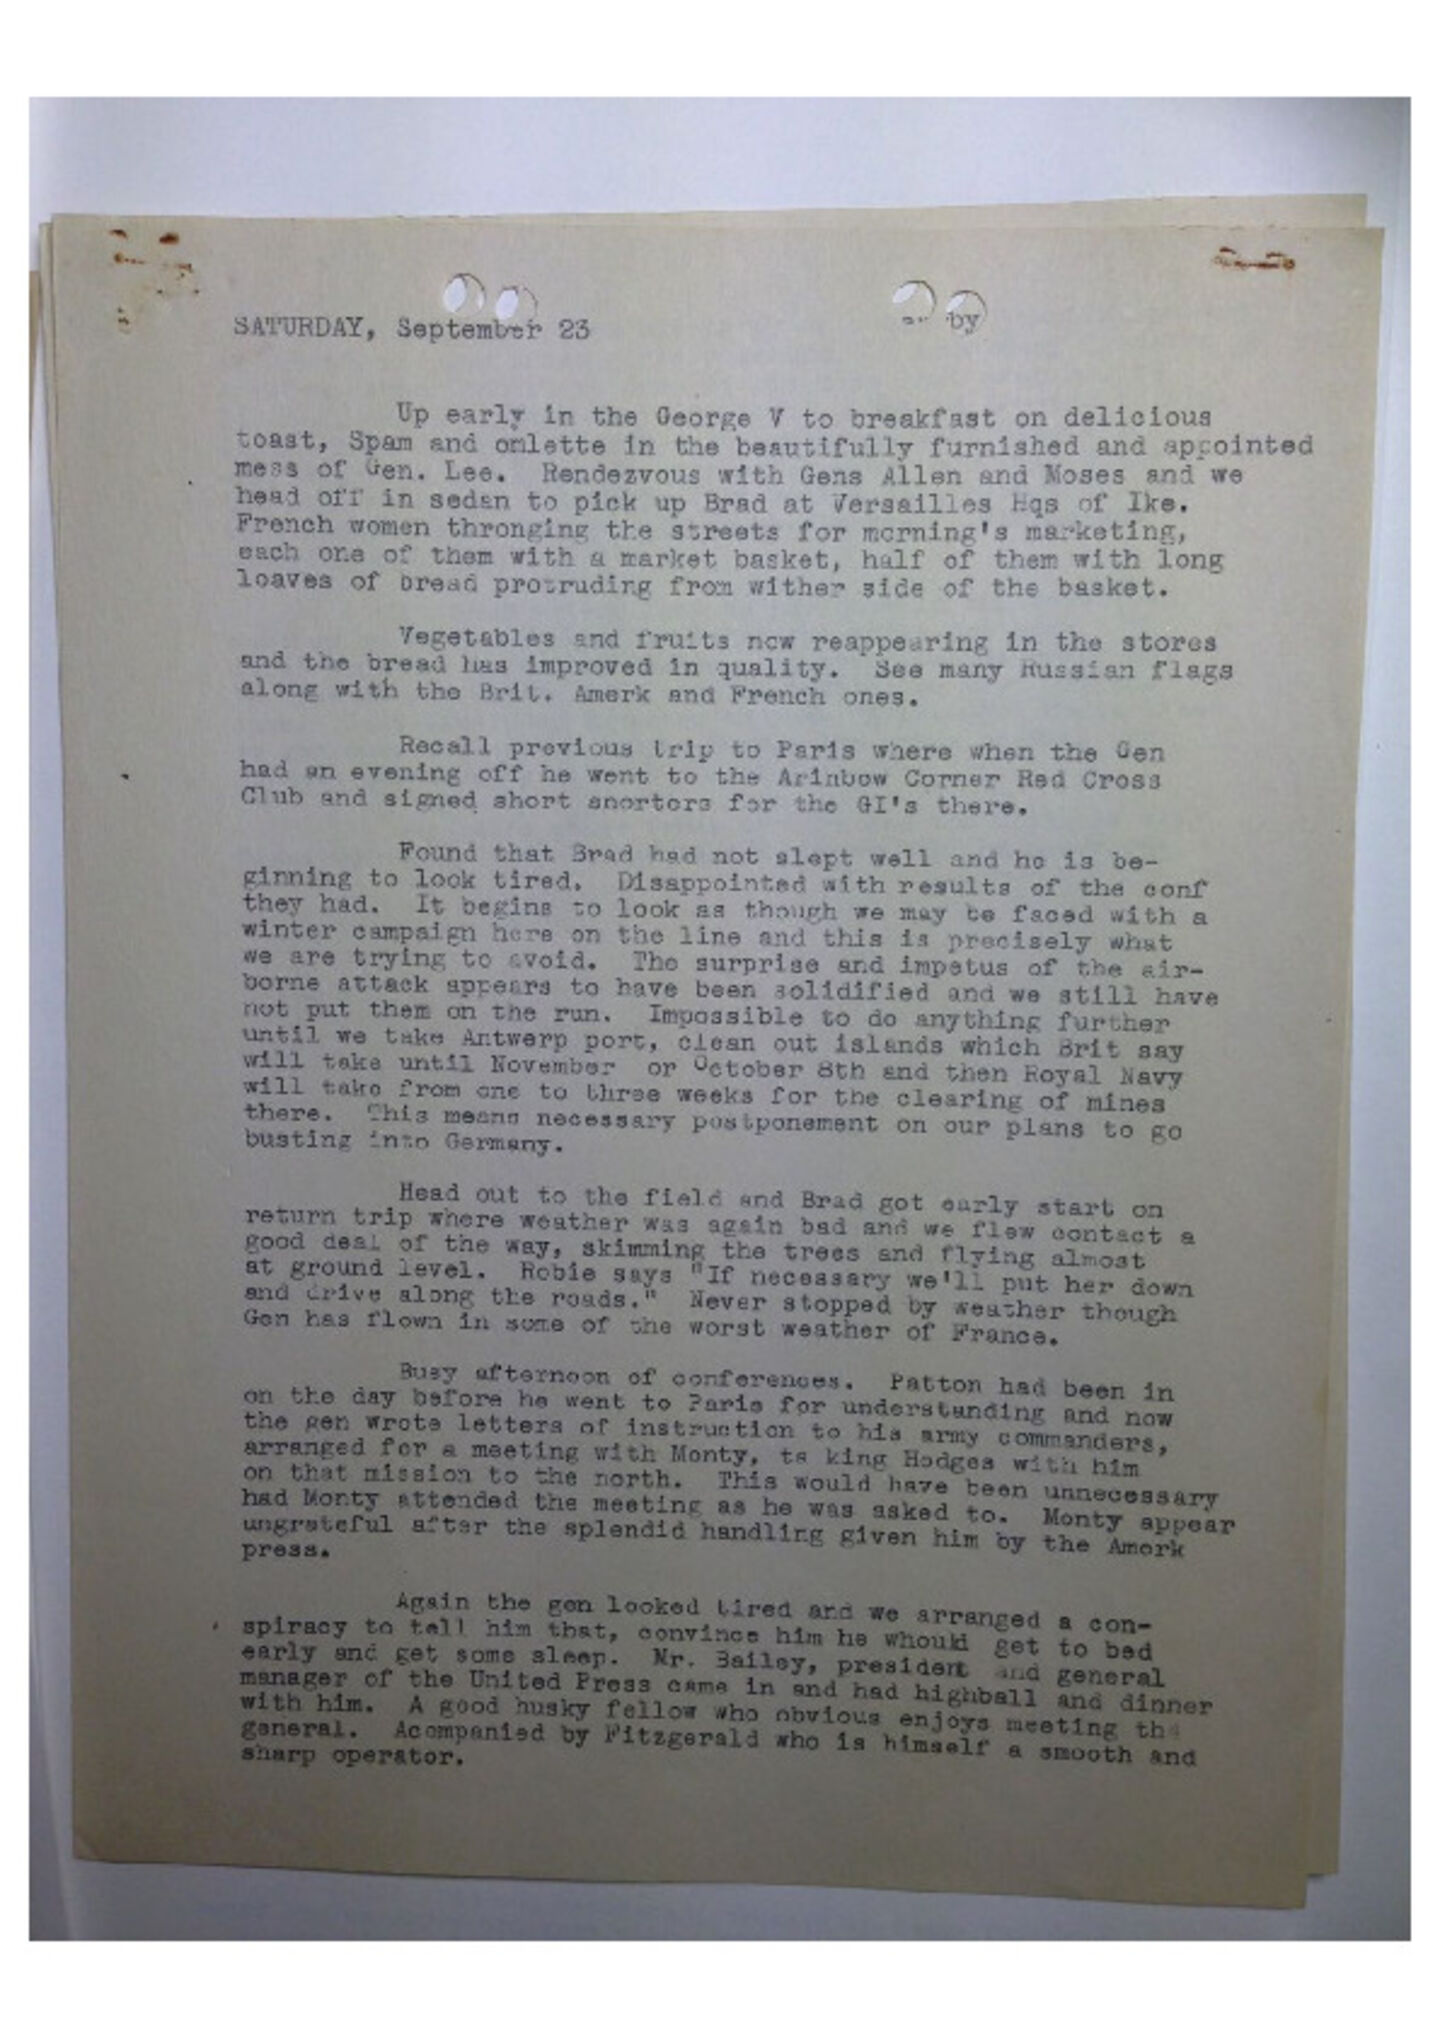 SATURDAY, September 23
by
Up early in the George V to breakfast on delicious
toast, Spam and omlette in the beautifully furnished and appointed
mess of Gen. Lee. Rendezvous with Gens Allen and Moses and we
head off in sedan to pick up Brad at Versailles Hqs of Ike.
French women thronging the streets for morning's marketing,
each one of them with a market basket, half of them with long
loaves of bread protruding from wither side of the basket.
Vegetables and fruits now reappearing in the stores
and the bread has improved in quality. See many Russian flags
along with the Brit. Amerk and French ones.
Recall previous trip to Paris where when the Gen
had an evening off he went to the Arinbow Corner Red Cross
Club and signed short snorters for the GI's there.
Found that Brad had not slept well and he is be-
ginning to look tired. Disappointed with results of the conf
they had. It begins to look as though we may be faced with a
winter campaign here on the line and this is precisely what
we are trying to avoid. The surprise and impetus of the air-
borne attack appears to have been solidified and we still have
not put them on the run. Impossible to do anything further
until we take Antwerp port, clean out islands which Brit say
will take until November or October 8th and then Royal Navy
will take from one to three weeks for the clearing of mines
there. This means necessary postponement on our plans to go
busting into Germany.
Head out to the field and Brad got early start on
return trip where weather was again bad and we flew contact a
good deal of the way, skimming the trees and flying almost
at ground level. Robie says "If necessary we'll put her down
and drive along the roads." Never stopped by weather though
Gen has flown in some of the worst weather of France.
Busy afternoon of conferences. Patton had been in
on the day before he went to Paris for understanding and now
the gen wrote letters of instruction to his army commanders,
arranged for a meeting with Monty, ta king Hodges with him
on that mission to the north. This would have been unnecessary
had Monty attended the meeting as he was asked to. Monty appear
ungrateful after the splendid handling given him by the Amerk
press.
Again the gen looked tired and we arranged a con-
spiracy to tell him that, convince him he whould get to bed
early and get some sleep. Mr. Bailey, president and general
manager of the United Press came in and had highball and dinner
with him. A good husky fellow who obvious enjoys meeting the
general. Acompanied by Fitzgerald who is himself a smooth and
sharp operator.